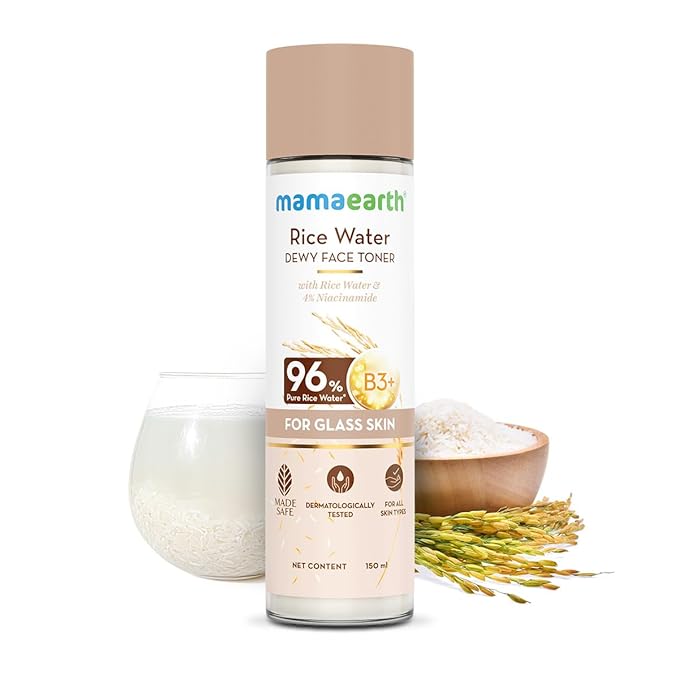 mamaearth®
Rice Water
DEWY FACE TONER
with Rice Water &
4% Niacinamide
96%
Pure Rice Water*
B3+
FOR GLASS SKIN
MADE
SAFE
DERMATOLOGICALLY
TESTED
FOR ALL
SKIN TYPES
NET CONTENT 150 ml